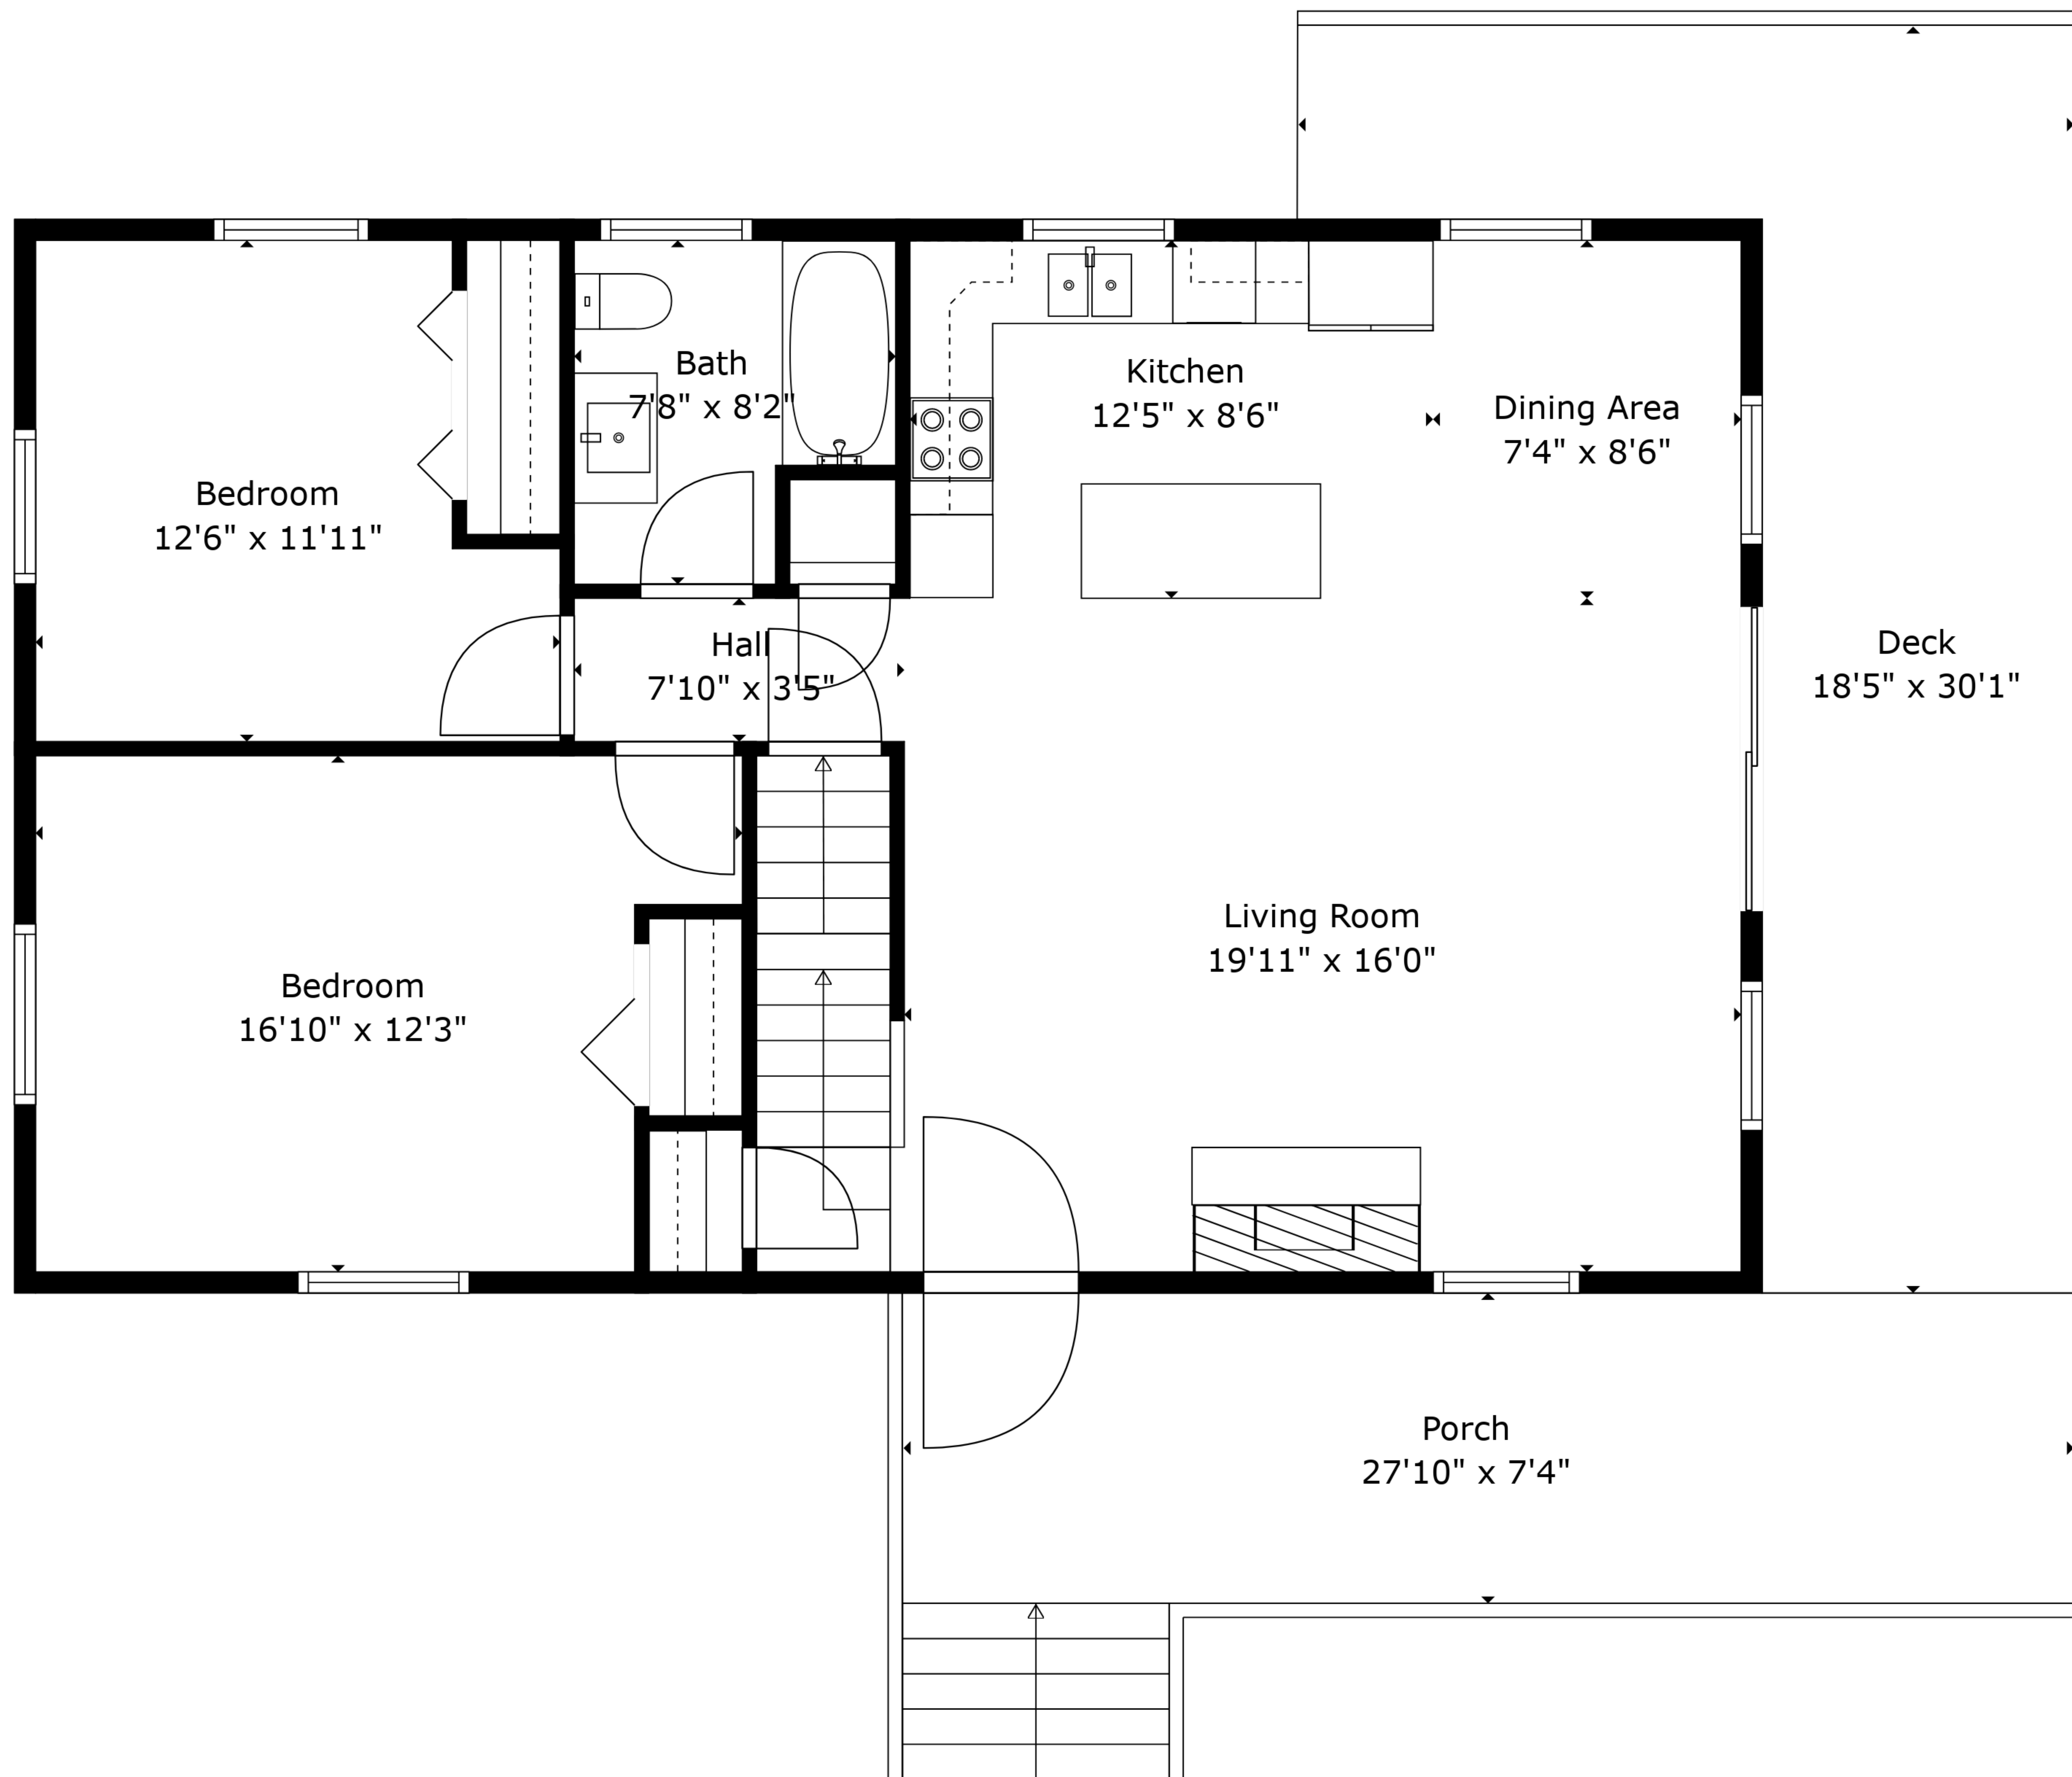 Bath
7'8" x 8'2"
Kitchen
12'5" x 8'6"
Dining Area
7'4" x 8'6"
Bedroom
12'6" x 11'11"
Hall
7'10" x 3'5"
Deck
18'5" x 30'1"
Living Room
19'11" x 16'0"
Bedroom
16'10" x 12'3"
Porch
27'10" x 7'4"